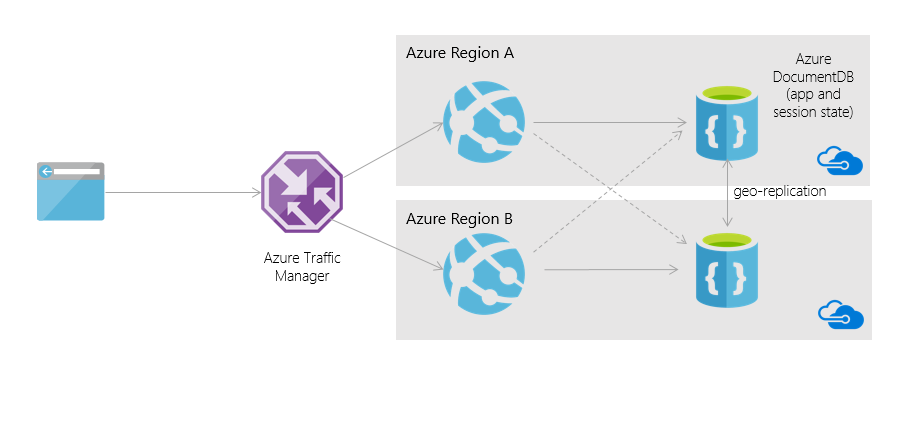 Azure Region A
Azure
DocumentDB
(app and
session state)
{ }
geo-replication
Azure Region B
Azure Traffic
Manager
{ }